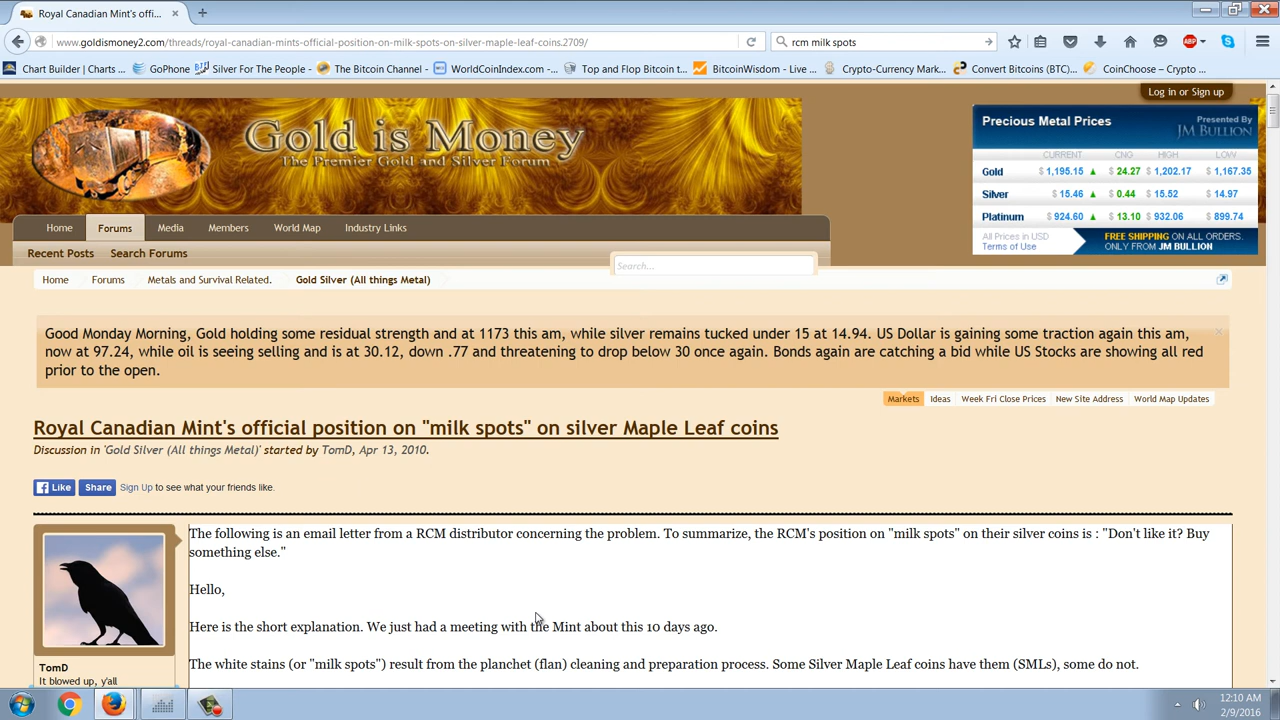 Royal Canadian Mint's offi...
www.goldismoney2.com/threads/royal-canadian-mints-official-position-on-milk-spots-on-silver-maple-leaf-coins.2709/
rcm milk spots
ABP
Chart Builder | Charts ...
GoPhone
Silver For The People -
The Bitcoin Channel -
WorldCoinIndex.com -...
Top and Flop Bitcoin t...
BitcoinWisdom - Live ...
Crypto-Currency Mark...
Convert Bitcoins (BTC)...
CoinChoose – Crypto ...
Log in or Sign up
Gold is Money
The Premier Gold and Silver Forum
Precious Metal Prices
Presented By
JM BULLION
CURRENT CNG HIGH LOW
Gold $ 1,195.15 ▲ $ 24.27 $ 1,202.17 $ 1,167.35
Silver $ 15.46 ▲ $ 0.44 $ 15.52 $ 14.97
Platinum $ 924.60 ▲ $ 13.10 $ 932.06 $ 899.74
All Prices in USD
Terms of Use
FREE SHIPPING ON ALL ORDERS.
ONLY FROM JM BULLION
Home Forums Media Members World Map Industry Links
Recent Posts Search Forums
Search...
Home Forums Metals and Survival Related. Gold Silver (All things Metal)
Good Monday Morning, Gold holding some residual strength and at 1173 this am, while silver remains tucked under 15 at 14.94. US Dollar is gaining some traction again this am,
now at 97.24, while oil is seeing selling and is at 30.12, down .77 and threatening to drop below 30 once again. Bonds again are catching a bid while US Stocks are showing all red
prior to the open.
Markets Ideas Week Fri Close Prices New Site Address World Map Updates
Royal Canadian Mint's official position on "milk spots" on silver Maple Leaf coins
Discussion in 'Gold Silver (All things Metal)' started by TomD, Apr 13, 2010.
Like Share Sign Up to see what your friends like.
The following is an email letter from a RCM distributor concerning the problem. To summarize, the RCM's position on "milk spots" on their silver coins is : "Don't like it? Buy
something else."
Hello,
Here is the short explanation. We just had a meeting with the Mint about this 10 days ago.
The white stains (or "milk spots") result from the planchet (flan) cleaning and preparation process. Some Silver Maple Leaf coins have them (SMLs), some do not.
TomD
It blowed up, y'all
12:10 AM
2/9/2016